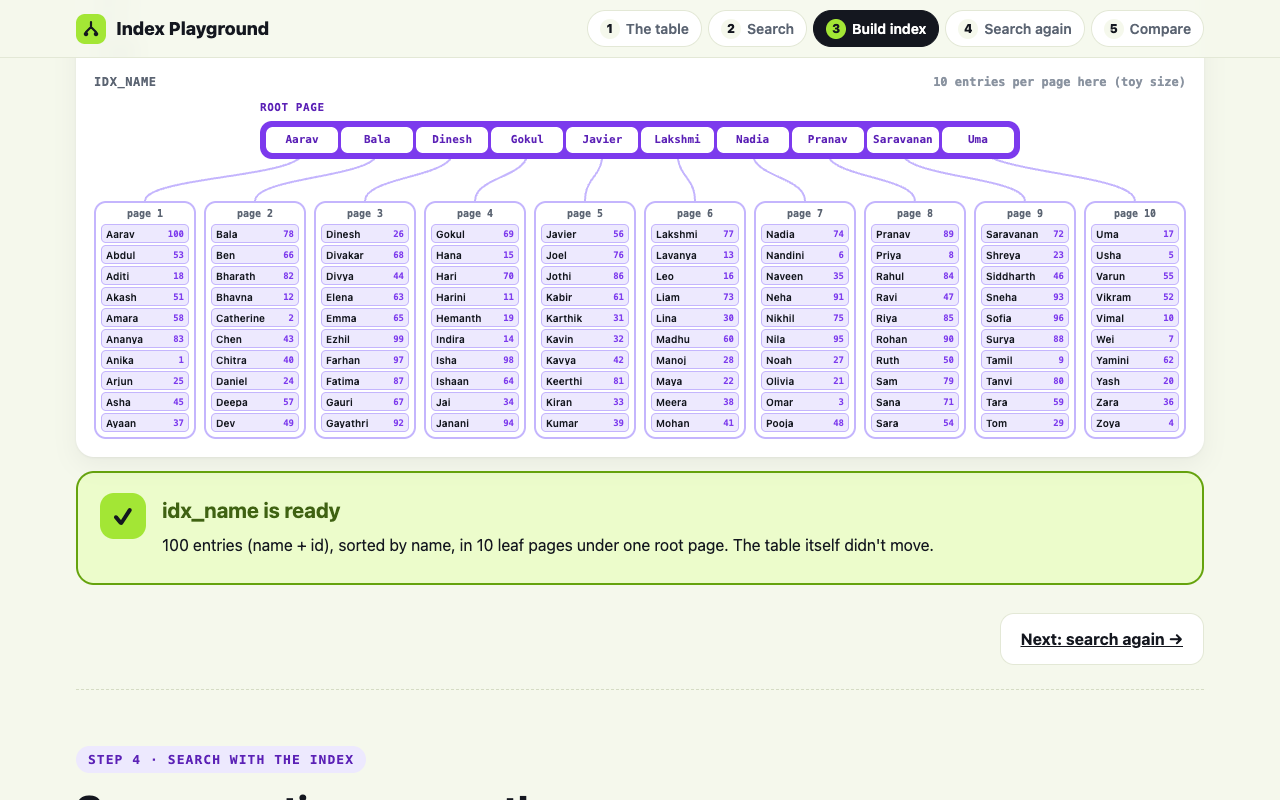 Index Playground
1 The table
2 Search
3 Build index
4 Search again
5 Compare
IDX_NAME
10 entries per page here (toy size)
ROOT PAGE
Aarav Bala Dinesh Gokul Javier Lakshmi Nadia Pranav Saravanan Uma
page 1
Aarav 100
Abdul 53
Aditi 18
Akash 51
Amara 58
Ananya 83
Anika 1
Arjun 25
Asha 45
Ayaan 37
page 2
Bala 78
Ben 66
Bharath 82
Bhavna 12
Catherine 2
Chen 43
Chitra 40
Daniel 24
Deepa 57
Dev 49
page 3
Dinesh 26
Divakar 68
Divya 44
Elena 63
Emma 65
Ezhil 99
Farhan 97
Fatima 87
Gauri 67
Gayathri 92
page 4
Gokul 69
Hana 15
Hari 70
Harini 11
Hemanth 19
Indira 14
Isha 98
Ishaan 64
Jai 34
Janani 94
page 5
Javier 56
Joel 76
Jothi 86
Kabir 61
Karthik 31
Kavin 32
Kavya 42
Keerthi 81
Kiran 33
Kumar 39
page 6
Lakshmi 77
Lavanya 13
Leo 16
Liam 73
Lina 30
Madhu 60
Manoj 28
Maya 22
Meera 38
Mohan 41
page 7
Nadia 74
Nandini 6
Naveen 35
Neha 91
Nikhil 75
Nila 95
Noah 27
Olivia 21
Omar 3
Pooja 48
page 8
Pranav 89
Priya 8
Rahul 84
Ravi 47
Riya 85
Rohan 90
Ruth 50
Sam 79
Sana 71
Sara 54
page 9
Saravanan 72
Shreya 23
Siddharth 46
Sneha 93
Sofia 96
Surya 88
Tamil 9
Tanvi 80
Tara 59
Tom 29
page 10
Uma 17
Usha 5
Varun 55
Vikram 52
Vimal 10
Wei 7
Yamini 62
Yash 20
Zara 36
Zoya 4
idx_name is ready
100 entries (name + id), sorted by name, in 10 leaf pages under one root page. The table itself didn't move.
Next: search again →
STEP 4 · SEARCH WITH THE INDEX